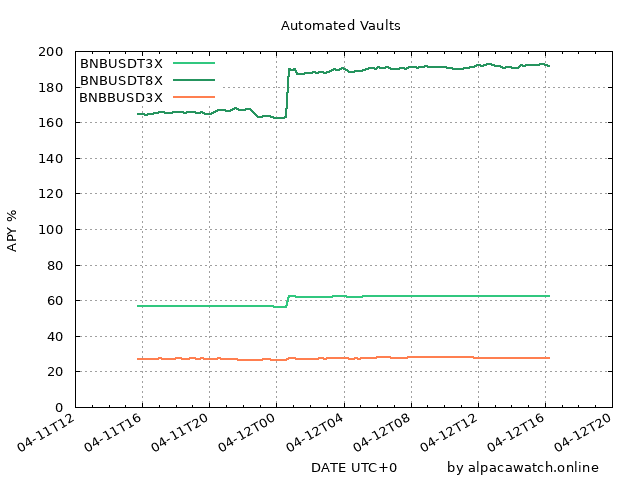 Automated Vaults
200
180
160
140
120
100
80
60
40
20
0
APY %
BNBUSDT3X
BNBUSDT8X
BNBBUSD3X
04-11T12
04-11T16
04-11T20
04-12T00
04-12T04
04-12T08
04-12T12
04-12T16
04-12T20
DATE UTC+0
by alpacawatch.online